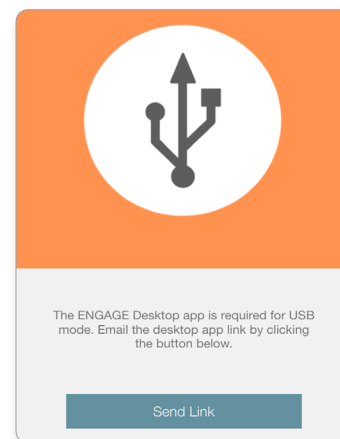 The ENGAGE Desktop app is required for USB
mode. Email the desktop app link by clicking
the button below.
Send Link